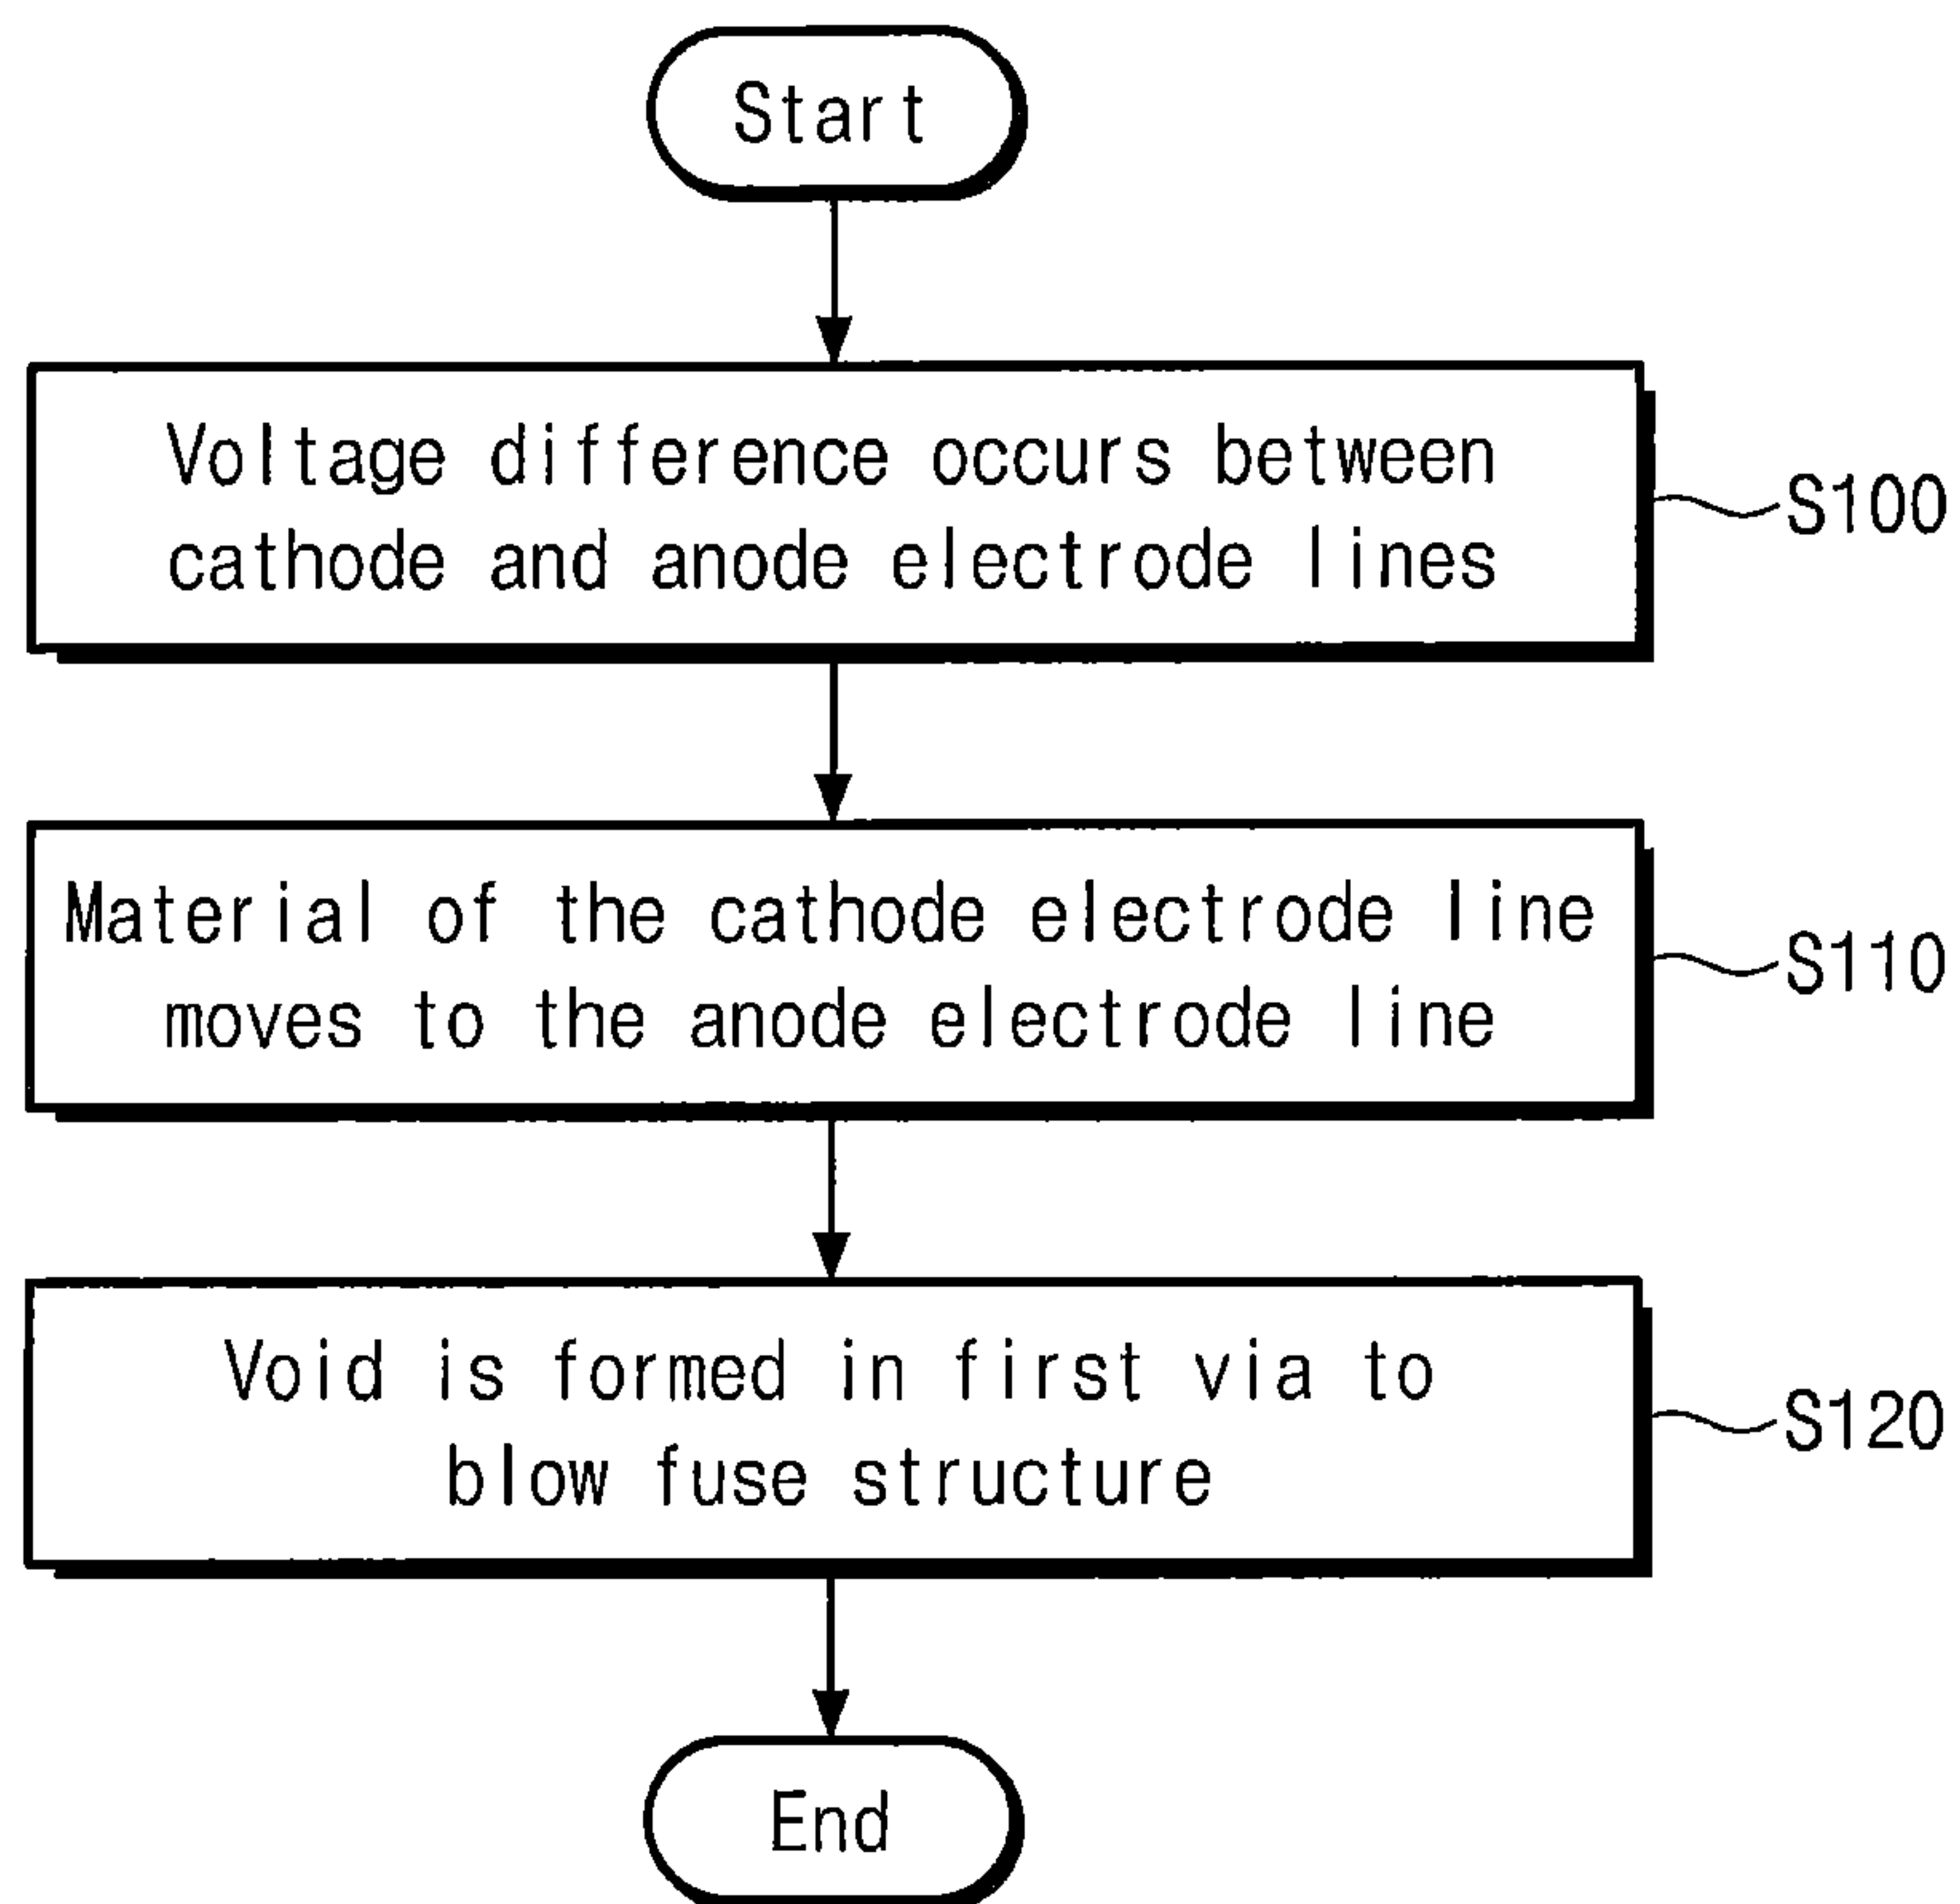 Start
Voltage difference occurs between
cathode and anode electrode lines
S100
Material of the cathode electrode line
moves to the anode electrode line
S110
Void is formed in first via to
blow fuse structure
S120
End